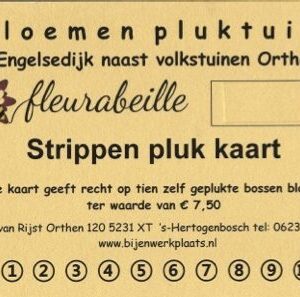 loemen pluktui
Engelsedijk naast volkstuinen Orthe
fleurabeille
Strippen pluk kaart
e kaart geeft recht op tien zelf geplukte bossen blo
ter waarde van € 7,50
van Rijst Orthen 120 5231 XT 's-Hertogenbosch tel: 0623
www.bijenwerkplaats.nl
1 2 3 4 5 6 7 8 9 10